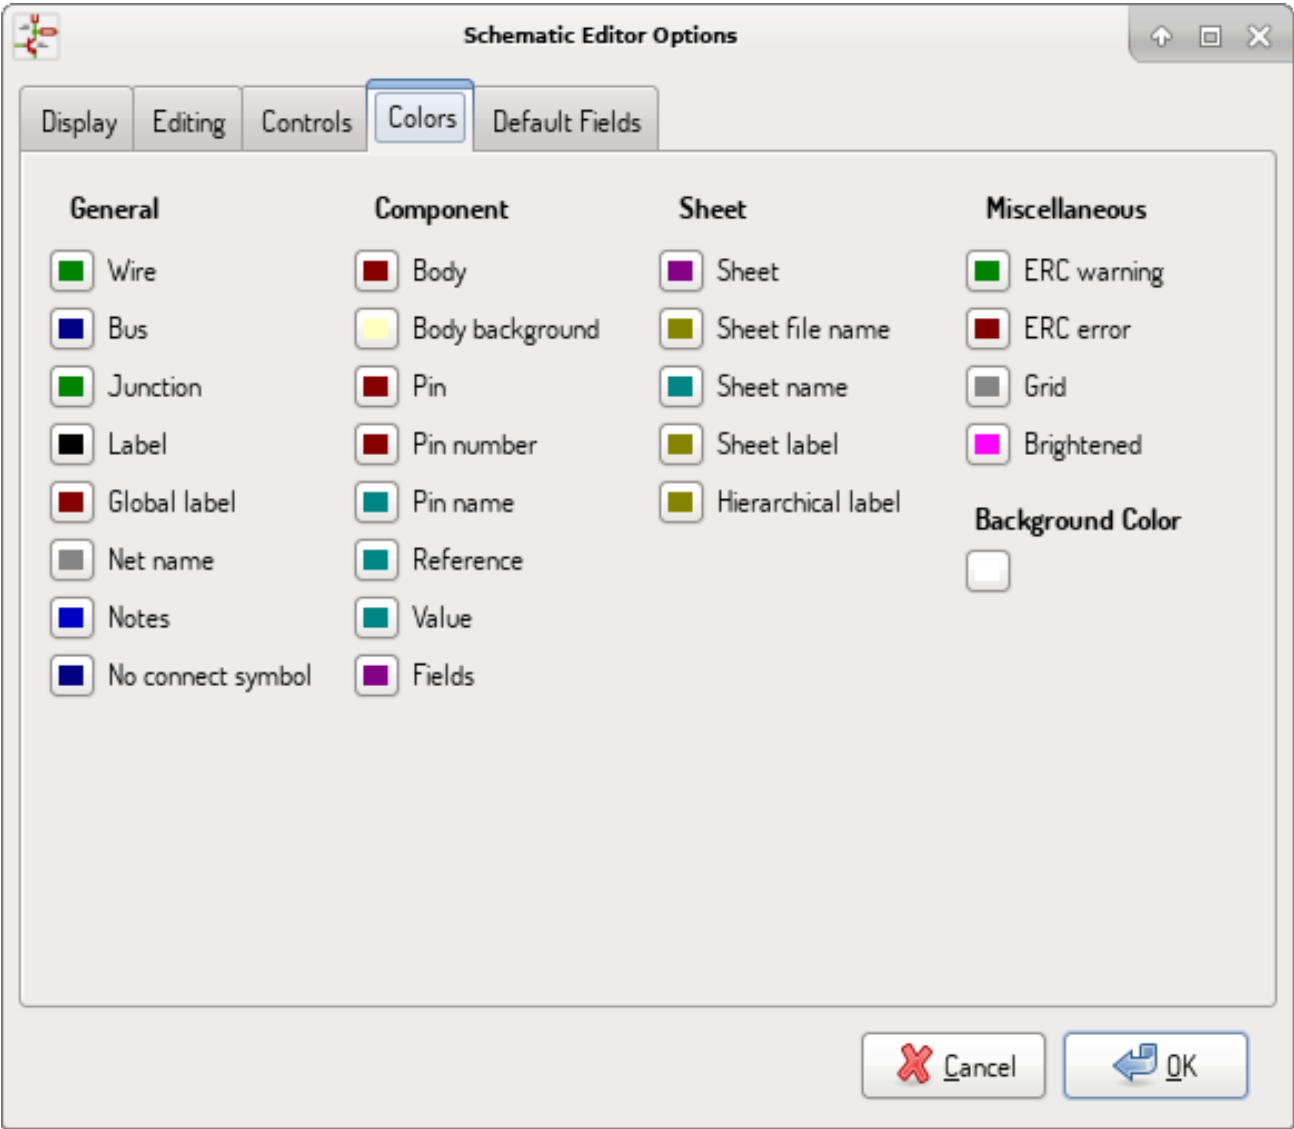 Schematic Editor Options
Display
Editing
Controls
Colors
Default Fields
General
Wire
Bus
Junction
Label
Global label
Net name
Notes
No connect symbol
Component
Body
Body background
Pin
Pin number
Pin name
Reference
Value
Fields
Sheet
Sheet
Sheet file name
Sheet name
Sheet label
Hierarchical label
Miscellaneous
ERC warning
ERC error
Grid
Brightened
Background Color
Cancel
OK